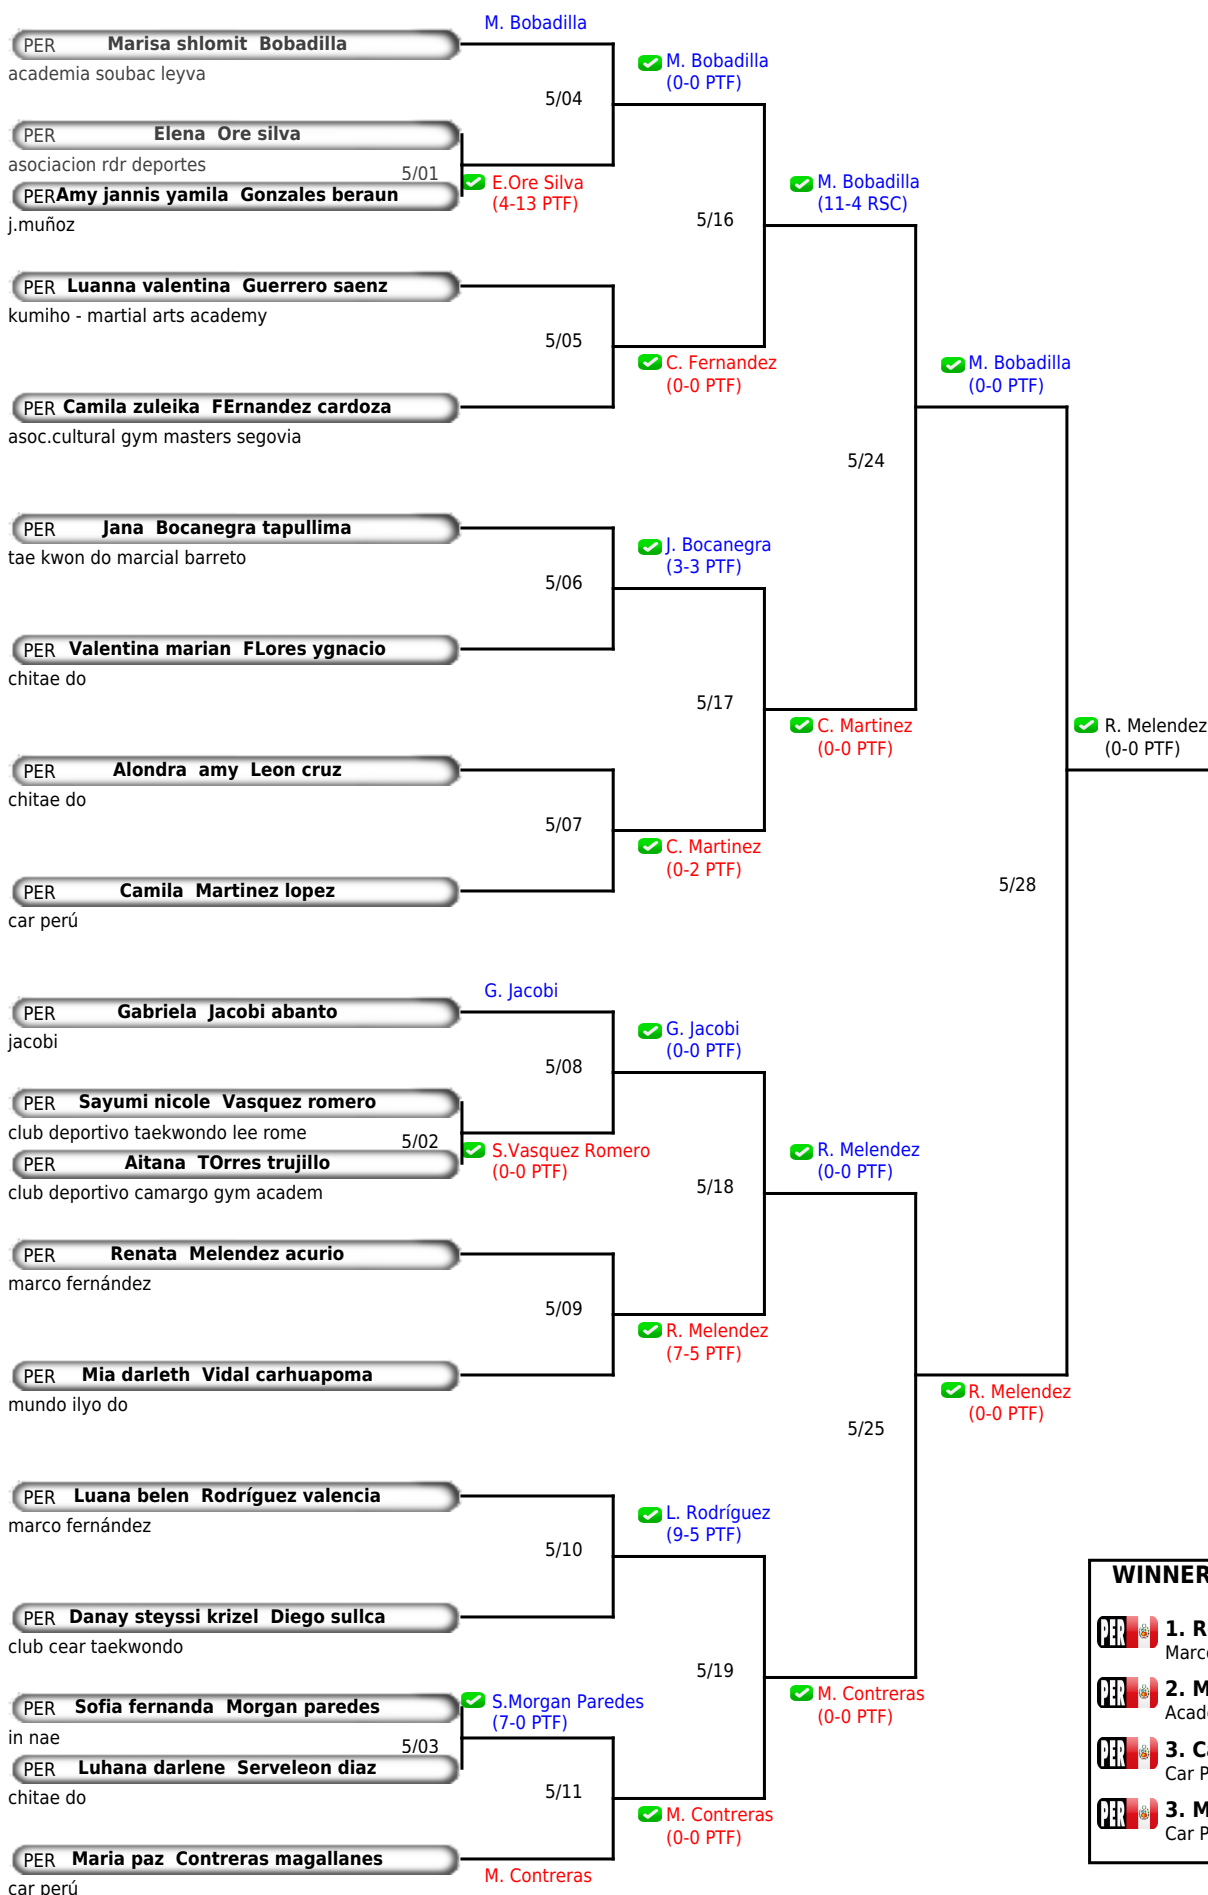 M. Bobadilla
PER Marisa shlomit Bobadilla
academia soubac leyva
M. Bobadilla
(0-0 PTF)
5/04
PER Elena Ore silva
asociacion rdr deportes
5/01
E.Ore Silva
(4-13 PTF)
PER Amy jannis yamila Gonzales beraun
j.muñoz
M. Bobadilla
(11-4 RSC)
5/16
PER Luanna valentina Guerrero saenz
kumiho - martial arts academy
5/05
C. Fernandez
(0-0 PTF)
PER Camila zuleika FErnandez cardoza
asoc.cultural gym masters segovia
M. Bobadilla
(0-0 PTF)
5/24
PER Jana Bocanegra tapullima
tae kwon do marcial barreto
J. Bocanegra
(3-3 PTF)
5/06
PER Valentina marian FLores ygnacio
chitae do
5/17
C. Martinez
(0-0 PTF)
R. Melendez
(0-0 PTF)
PER Alondra amy Leon cruz
chitae do
5/07
C. Martinez
(0-2 PTF)
PER Camila Martinez lopez
car perú
5/28
G. Jacobi
PER Gabriela Jacobi abanto
jacobi
G. Jacobi
(0-0 PTF)
5/08
PER Sayumi nicole Vasquez romero
club deportivo taekwondo lee rome
5/02
S.Vasquez Romero
(0-0 PTF)
PER Aitana TOrres trujillo
club deportivo camargo gym academ
R. Melendez
(0-0 PTF)
5/18
PER Renata Melendez acurio
marco fernández
5/09
R. Melendez
(7-5 PTF)
PER Mia darleth Vidal carhuapoma
mundo ilyo do
R. Melendez
(0-0 PTF)
5/25
PER Luana belen Rodríguez valencia
marco fernández
L. Rodríguez
(9-5 PTF)
5/10
PER Danay steyssi krizel Diego sullca
club cear taekwondo
5/19
M. Contreras
(0-0 PTF)
PER Sofia fernanda Morgan paredes
in nae
S.Morgan Paredes
(7-0 PTF)
5/03
PER Luhana darlene Serveleon diaz
chitae do
5/11
M. Contreras
(0-0 PTF)
PER Maria paz Contreras magallanes
car perú
M. Contreras
WINNER
PER 1. R
Marc
PER 2. M
Acad
PER 3. Ca
Car P
PER 3. M
Car P